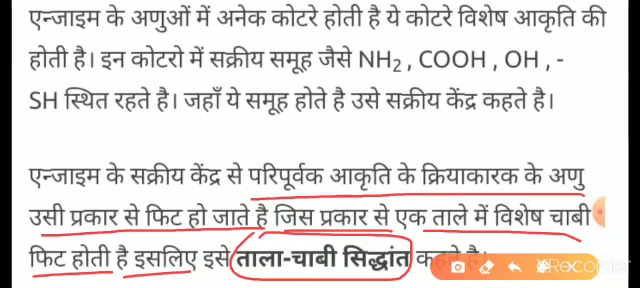 एन्जाइम के अणुओं में अनेक कोटरे होती है ये कोटरे विशेष आकृति की
होती है। इन कोटरो में सक्रीय समूह जैसे NH₂ , COOH , OH , -
SH स्थित रहते है। जहाँ ये समूह होते है उसे सक्रीय केंद्र कहते है।
एन्जाइम के सक्रीय केंद्र से परिपूर्वक आकृति के क्रियाकारक के अणु
उसी प्रकार से फिट हो जाते है जिस प्रकार से एक ताले में विशेष चाबी
फिट होती है इसलिए इसे ताला-चाबी सिद्धांत कहते है।